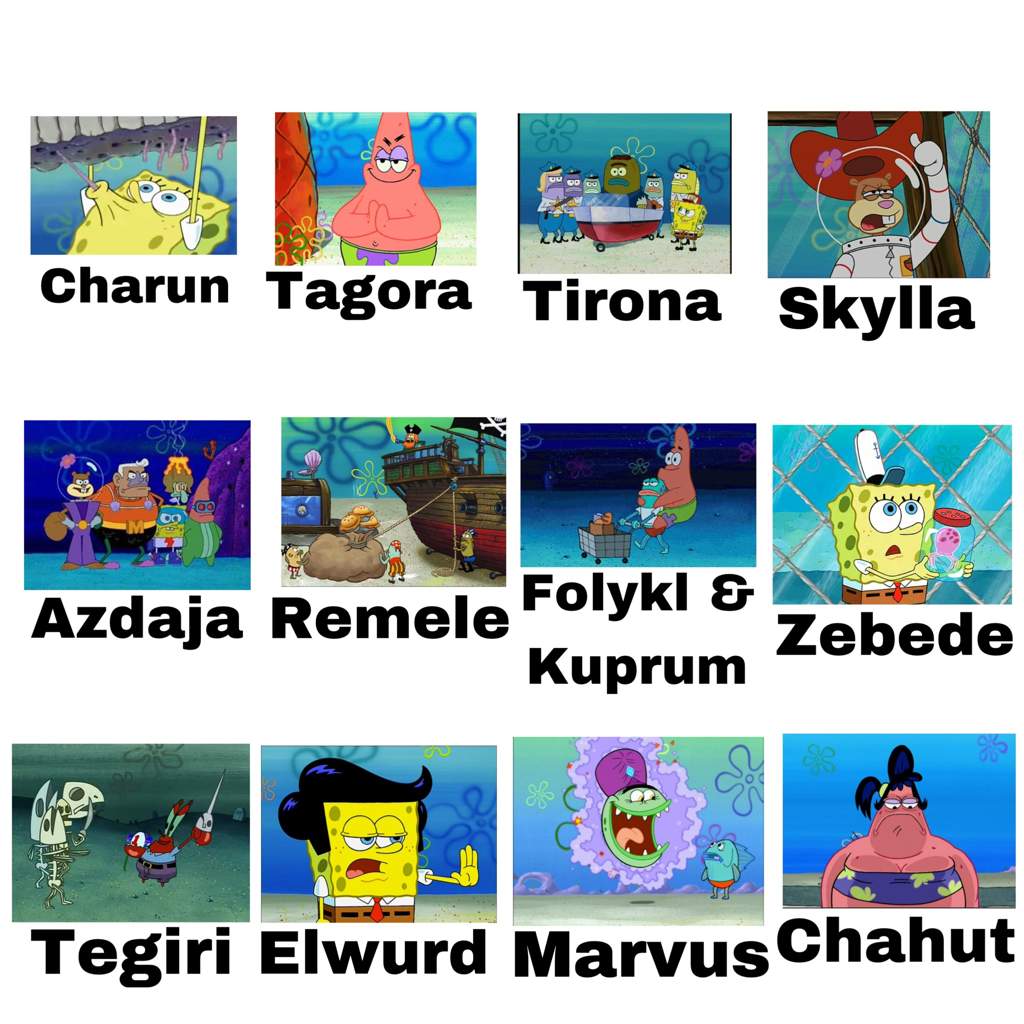 Charun
Tagora
Tirona
Skylla
Azdaja
Remele
Folykl &
Kuprum
Zebede
Tegiri
Elwurd
Marvus
Chahut
M